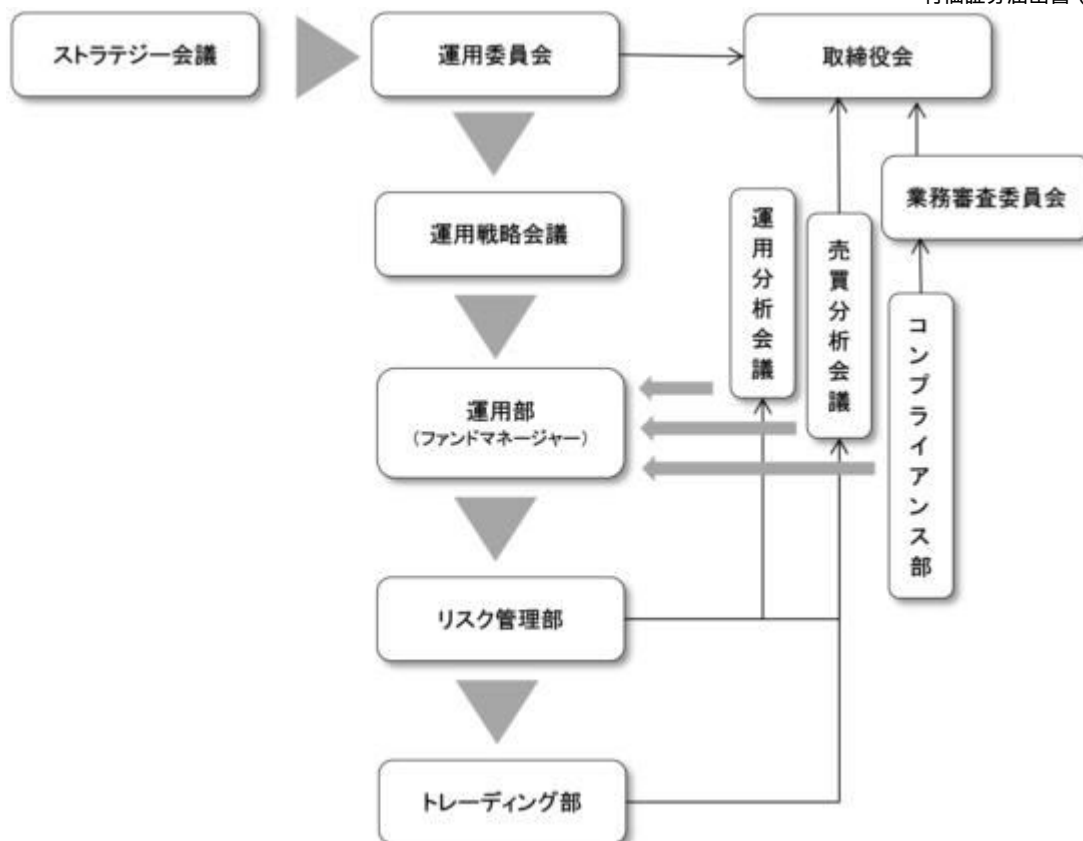 ストラテジー会議
運用委員会
取締役会
業務審査委員会
運用戦略会議
運用分析会議
売買分析会議
コンプライアンス部
運用部
(ファンドマネージャー)
リスク管理部
トレーディング部